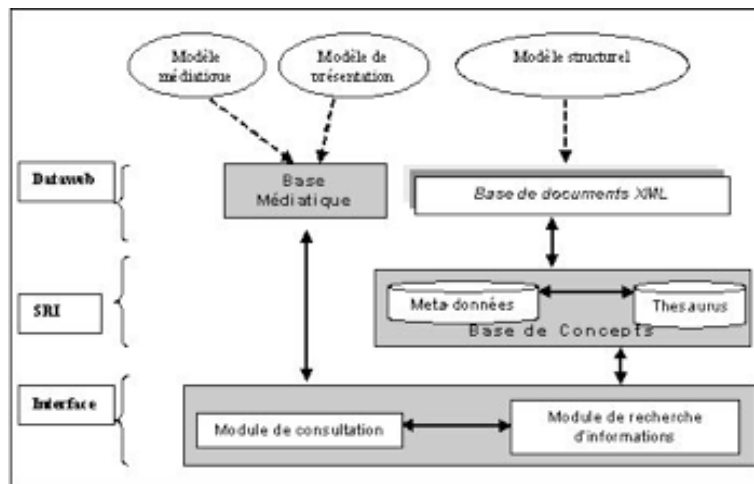 Modèle
médiatique
Modèle de
présentation
Modèle structurel
Dataweb
Base
Médiatique
Base de documents XML
SRI
Meta-données
Thesaurus
Base de Concepts
Interface
Module de consultation
Module de recherche
d'informations